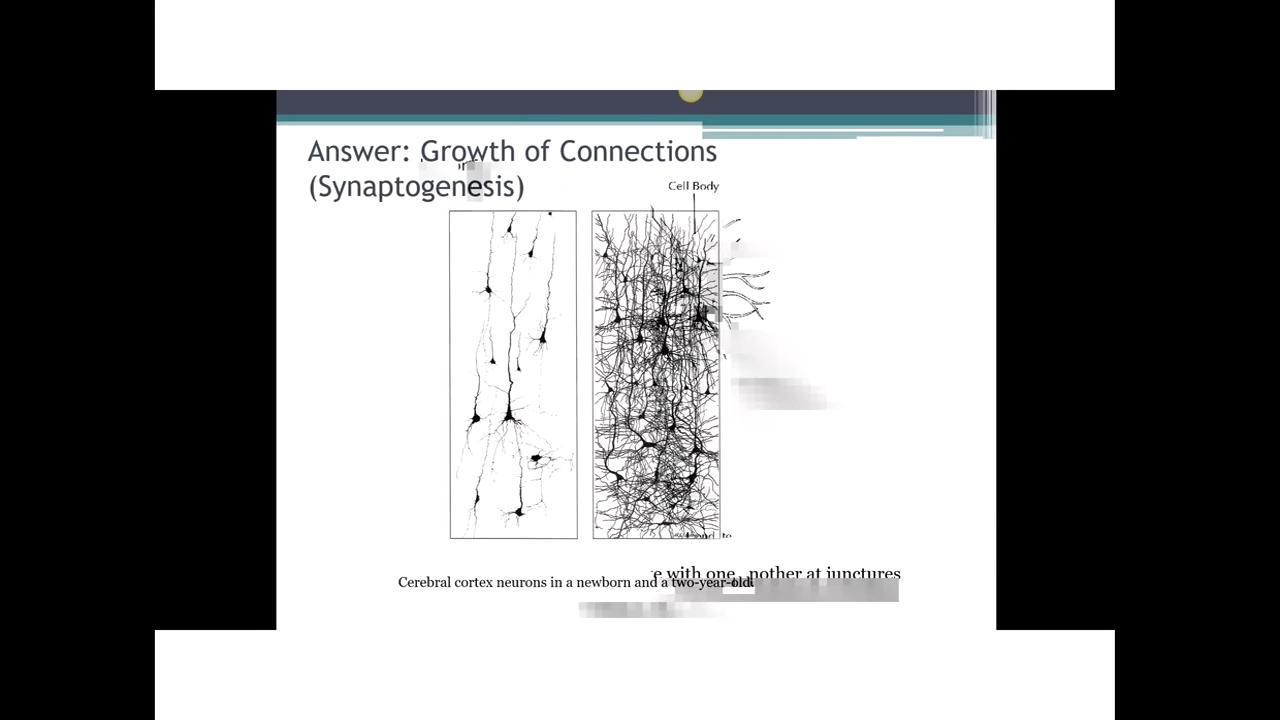 Answer: Growth of Connections
(Synaptogenesis)
Cell Body
with one nother at junctures
Cerebral cortex neurons in a newborn and a two-year-old